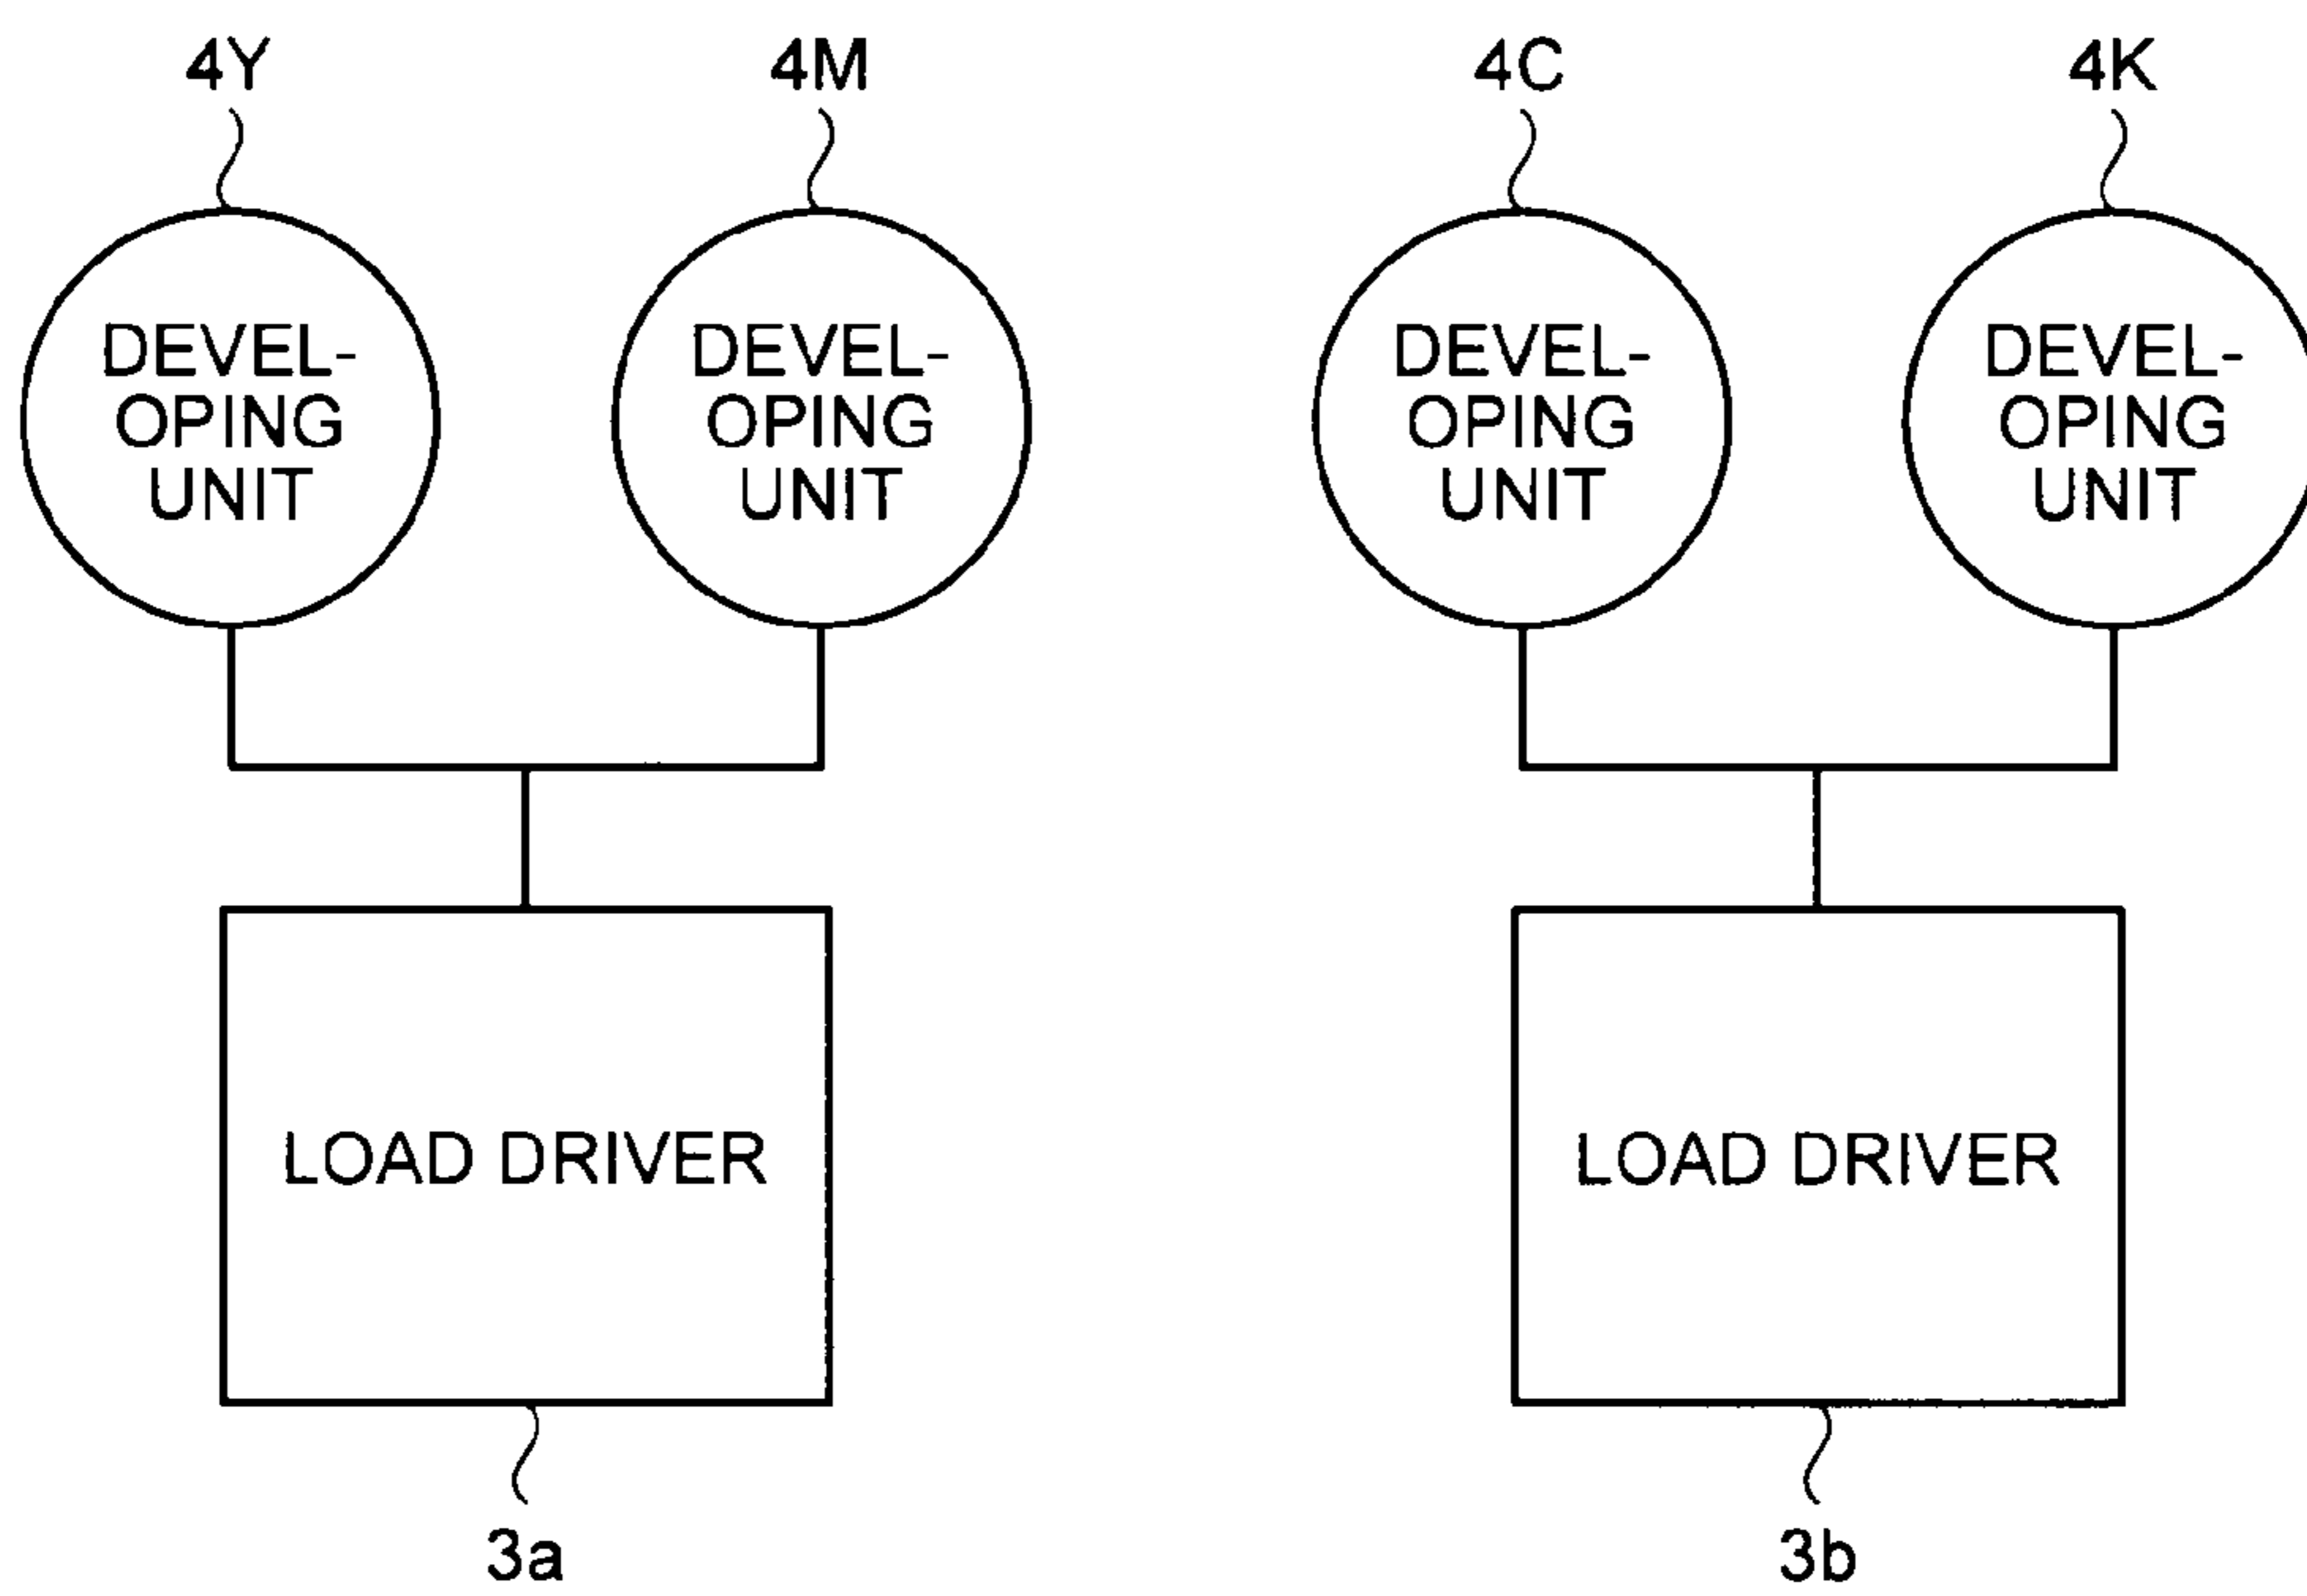 4Y
4M
4C
4K
DEVEL-
OPING
UNIT
DEVEL-
OPING
UNIT
DEVEL-
OPING
UNIT
DEVEL-
OPING
UNIT
LOAD DRIVER
LOAD DRIVER
3a
3b